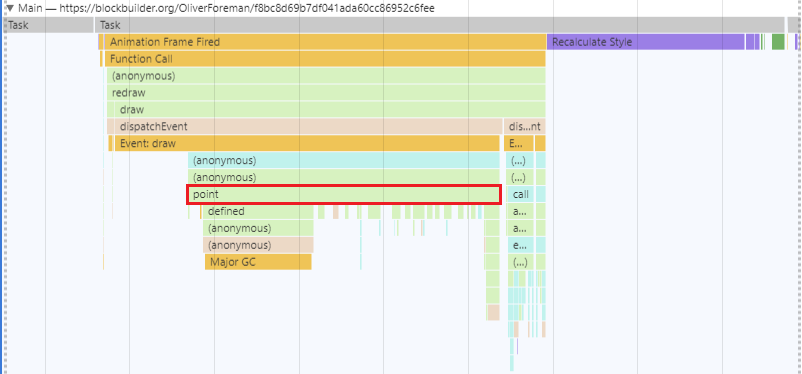 ▼ Main — https://blockbuilder.org/OliverForeman/f8bc8d69b7df041ada60cc86952c6fee
Task Task
Animation Frame Fired Recalculate Style
Function Call
(anonymous)
redraw
draw
dispatchEvent dis...nt
Event: draw E...
(anonymous) (...)
(anonymous) (...)
point call
defined a...
(anonymous) a...
(anonymous) e...
Major GC (...)